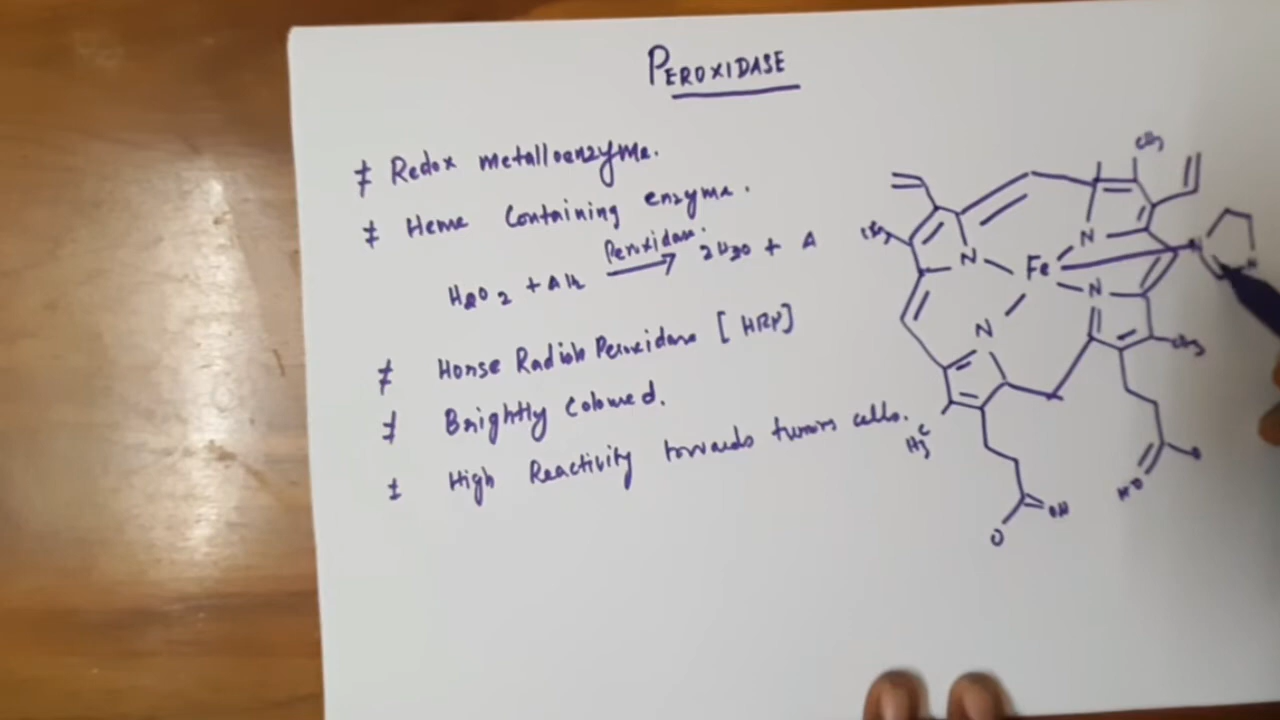 PEROXIDASE
≠ Redox metalloenzyme.
≠ Heme Containing enzyme.
H2O2 + AH2 Peroxidase 2H2O + A
≠ Horse Radish Peroxidase [HRP]
≠ Brightly Coloured.
≠ High Reactivity towards tumors cells.
CH3
CH3
N
N
N
Fe
N
N
CH3
H3C
HO
O
OH
O